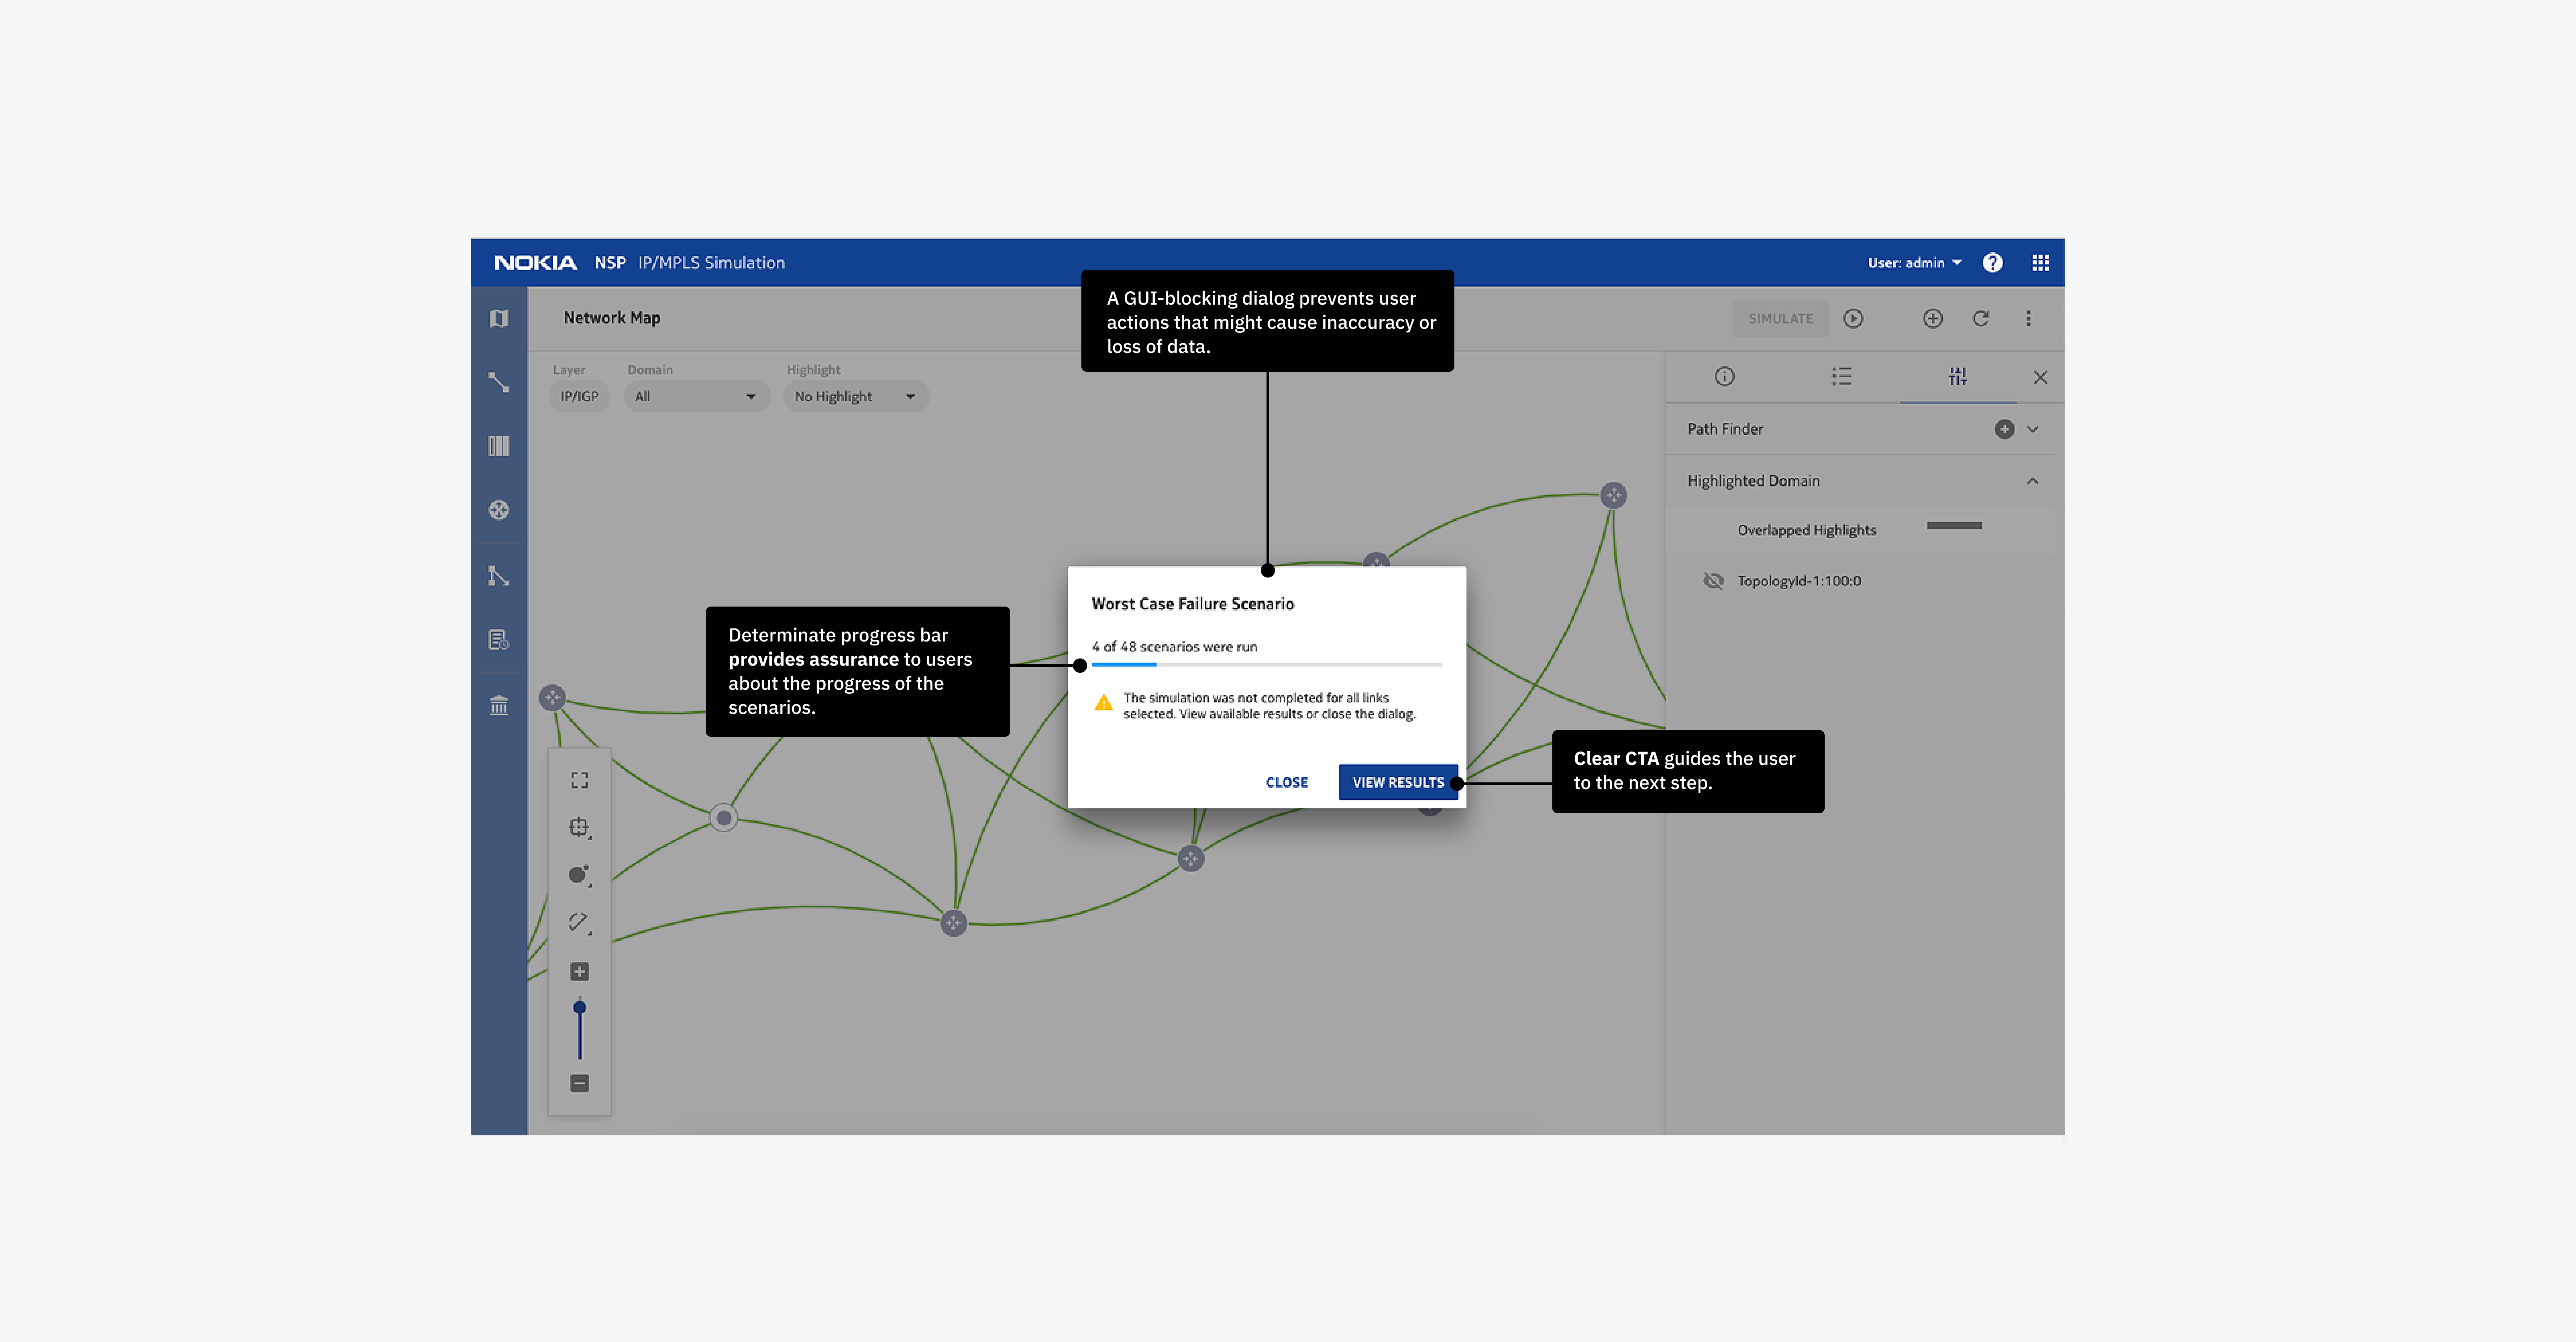 NOKIA NSP IP/MPLS Simulation
User: admin
A GUI-blocking dialog prevents user
actions that might cause inaccuracy or
loss of data.
Network Map
SIMULATE
Layer
Domain
Highlight
IP/IGP
All
No Highlight
Path Finder
Highlighted Domain
Overlapped Highlights
TopologyId-1:100:0
Worst Case Failure Scenario
4 of 48 scenarios were run
The simulation was not completed for all links
selected. View available results or close the dialog.
CLOSE
VIEW RESULTS
Determinate progress bar
provides assurance to users
about the progress of the
scenarios.
Clear CTA guides the user
to the next step.